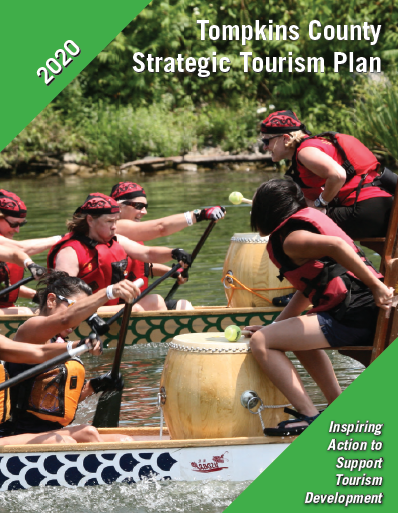 2020
Tompkins County
Strategic Tourism Plan
Inspiring
Action to
Support
Tourism
Development